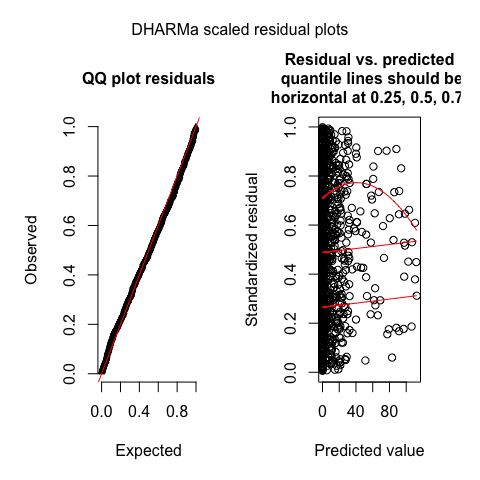 DHARMa scaled residual plots
QQ plot residuals
Residual vs. predicted
quantile lines should be
horizontal at 0.25, 0.5, 0.7
Observed
0.0 0.2 0.4 0.6 0.8 1.0
0.0 0.4 0.8
Expected
Standardized residual
0.0 0.2 0.4 0.6 0.8 1.0
0 40 80
Predicted value